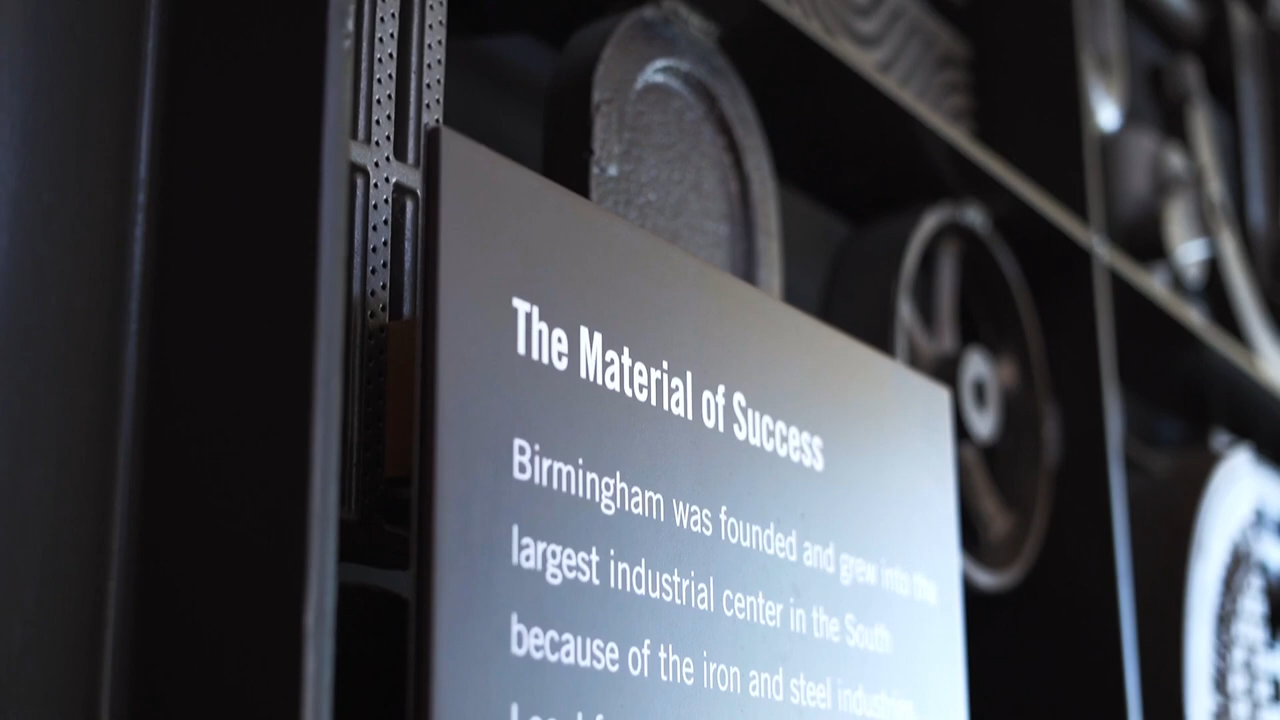 The Material of Success
Birmingham was founded and grew into the
largest industrial center in the South
because of the iron and steel industries.